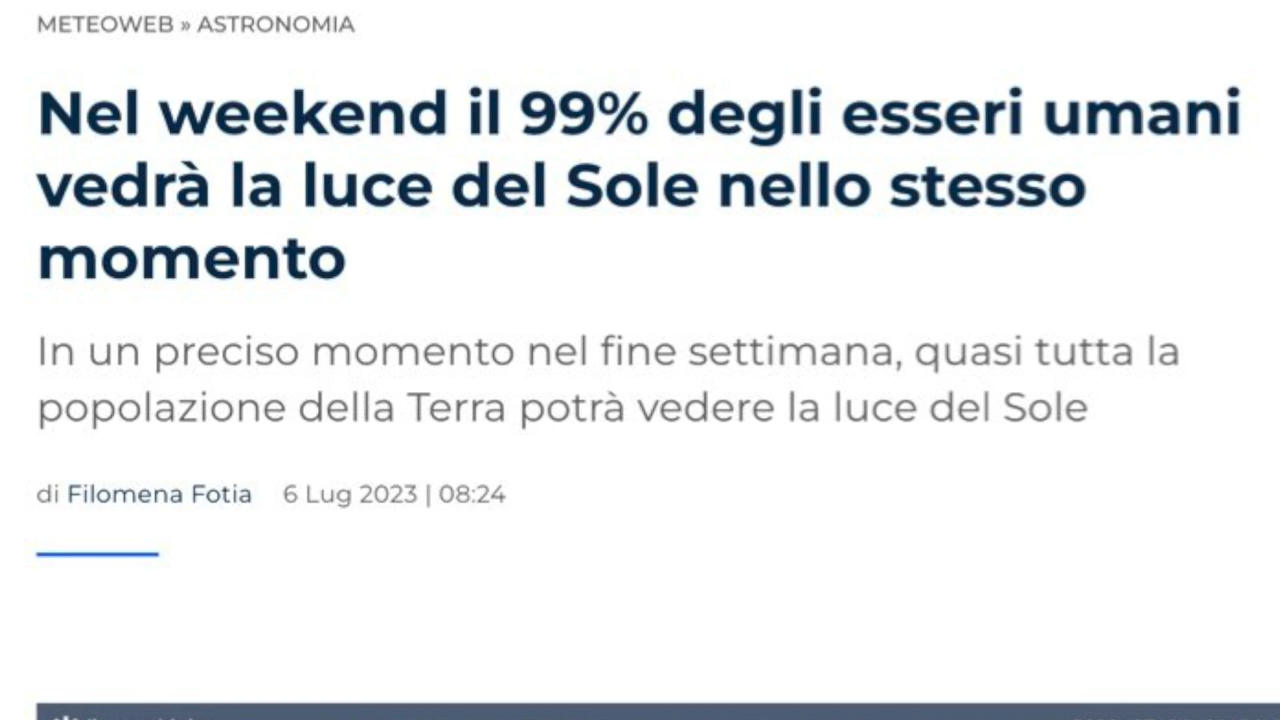 METEOWEB » ASTRONOMIA
Nel weekend il 99% degli esseri umani
vedrà la luce del Sole nello stesso
momento
In un preciso momento nel fine settimana, quasi tutta la
popolazione della Terra potrà vedere la luce del Sole
di Filomena Fotia 6 Lug 2023 | 08:24